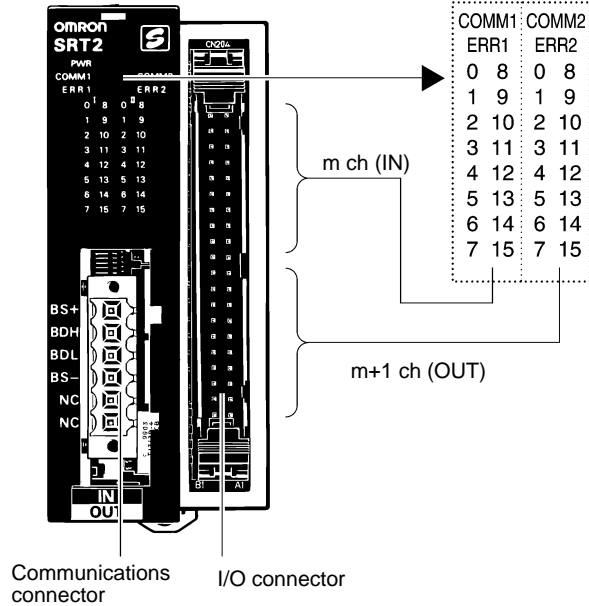 OMRON
SRT2
S
PWR
COMM1 COMM2
ERR1 ERR2
I II
0 8 0 8
1 9 1 9
2 10 2 10
3 11 3 11
4 12 4 12
5 13 5 13
6 14 6 14
7 15 7 15
BS+
BDH
BDL
BS−
NC
NC
IN
OUT
CN204
B1 A1
m ch (IN)
m+1 ch (OUT)
COMM1 COMM2
ERR1 ERR2
0 8 0 8
1 9 1 9
2 10 2 10
3 11 3 11
4 12 4 12
5 13 5 13
6 14 6 14
7 15 7 15
Communications
connector
I/O connector